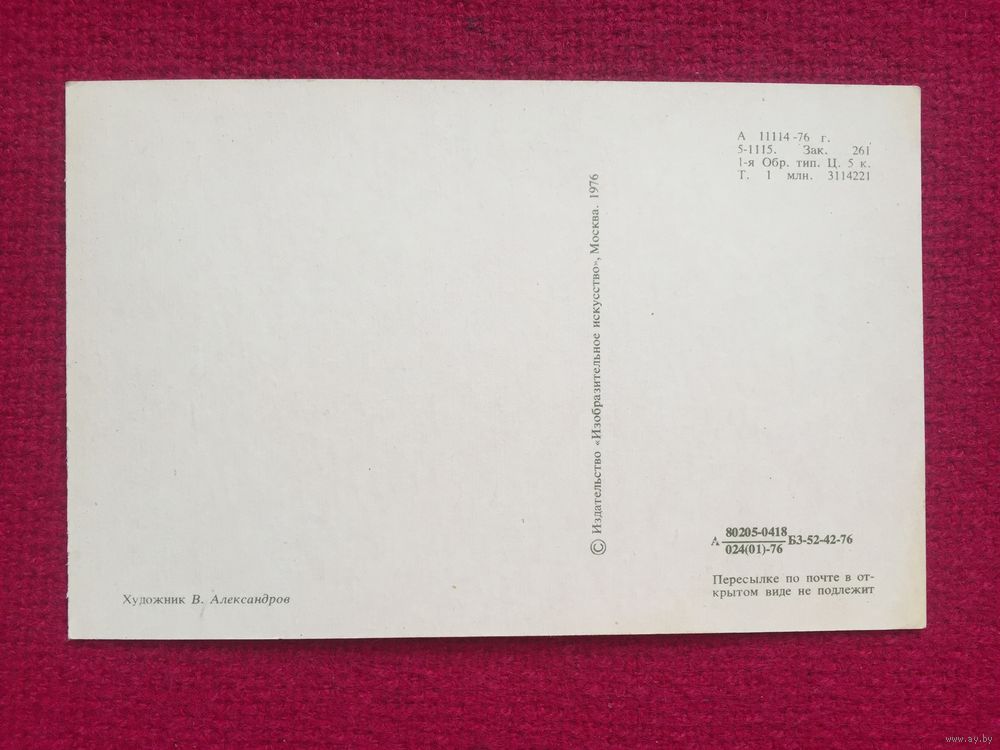 А 11114-76 г.
5-1115. Зак. 261
1-я Обр. тип. Ц. 5 к.
Т. 1 млн. 3114221
© Издательство «Изобразительное искусство», Москва. 1976
80205-0418
А БЗ-52-42-76
024(01)-76
Пересылке по почте в от-
крытом виде не подлежит
Художник В. Александров
www.ay.by